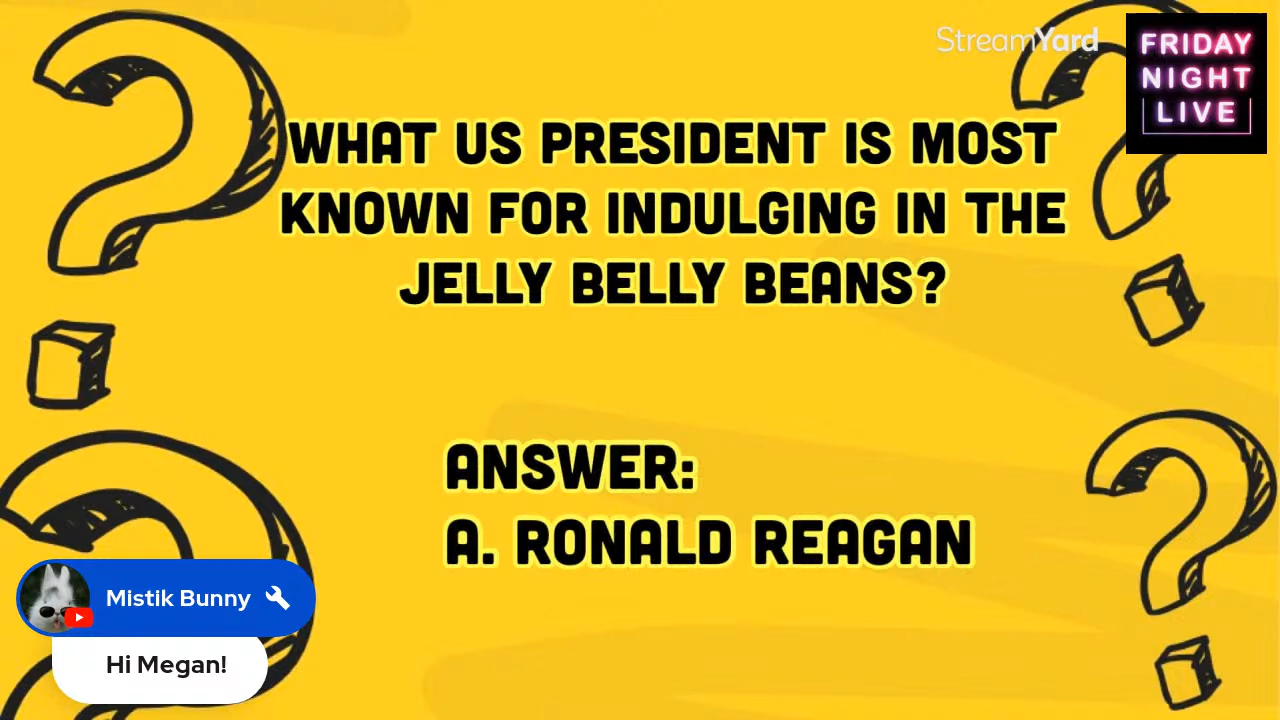 StreamYard
FRIDAY
NIGHT
LIVE
WHAT US PRESIDENT IS MOST
KNOWN FOR INDULGING IN THE
JELLY BELLY BEANS?
ANSWER:
A. RONALD REAGAN
Mistik Bunny
Hi Megan!